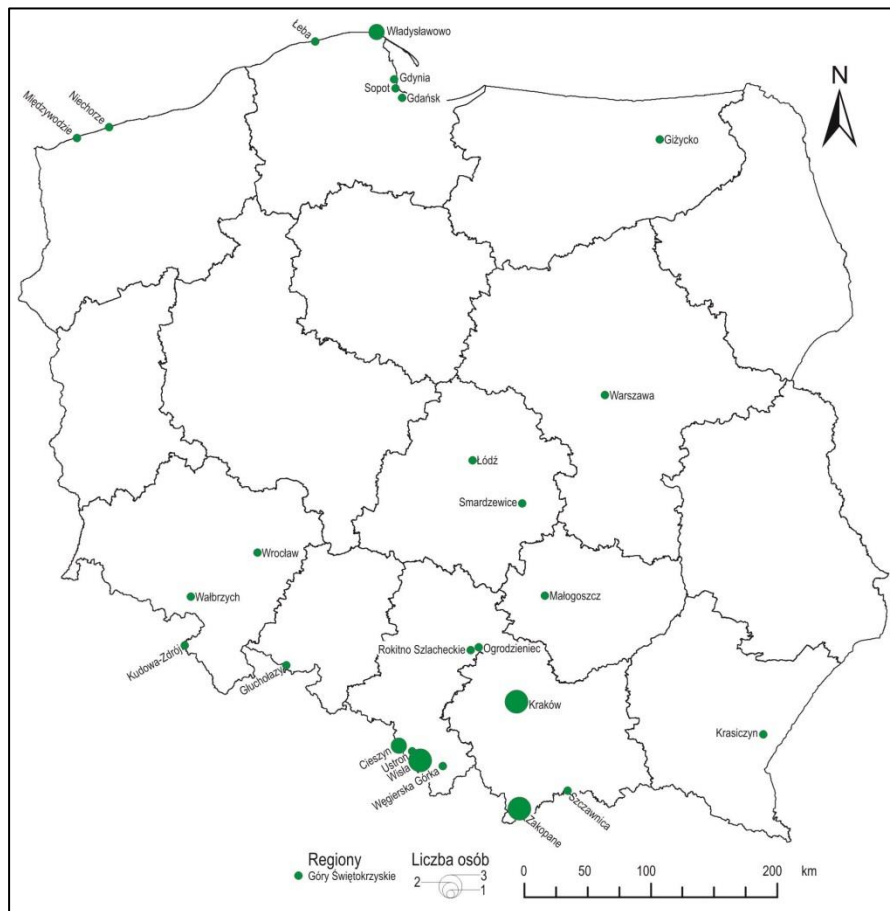 Władysławowo
Łeba
Gdynia
Sopot
Gdańsk
Niechorze
Międzywodzie
N
Giżycko
Warszawa
Łódź
Smardzewice
Wrocław
Wałbrzych
Małogoszcz
Kudowa-Zdrój
Głuchołazy
Rokitno Szlacheckie
Ogrodzieniec
Kraków
Krasiczyn
Cieszyn
Ustroń
Wisła
Węgierska Górka
Szczawnica
Zakopane
Regiony
Góry Świętokrzyskie
Liczba osób
3
2
1
km
0 50 100 200